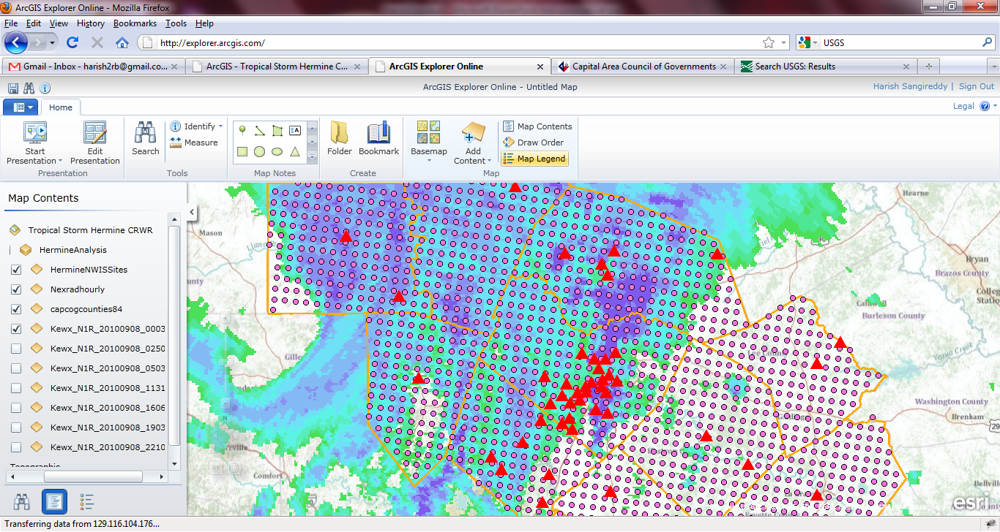 ArcGIS Explorer Online - Mozilla Firefox
File Edit View History Bookmarks Tools Help
http://explorer.arcgis.com/ USGS
Gmail - Inbox - harish2rb@gmail.co... ArcGIS - Tropical Storm Hermine C... ArcGIS Explorer Online Capital Area Council of Governments Search USGS: Results
ArcGIS Explorer Online - Untitled Map Harish Sangireddy | Sign Out
Home Legal
Start Presentation Edit Presentation Search Identify Measure Folder Bookmark Basemap Add Content Map Contents Draw Order Map Legend
Presentation Tools Map Notes Create Map
Map Contents
Tropical Storm Hermine CRWR
HermineAnalysis
HermineNWISSites
Nexradhourly
capcogcounties84
Kewx_N1R_20100908_0003
Kewx_N1R_20100908_0250
Kewx_N1R_20100908_0503
Kewx_N1R_20100908_1131
Kewx_N1R_20100908_1606
Kewx_N1R_20100908_1903
Kewx_N1R_20100908_2210
Topographic
Hearne
Mason
Bryan
Brazos County
College
Station
Burleson County
Yegua Creek
Washington County
Brenham
Comfort
esri
Transferring data from 129.116.104.176...